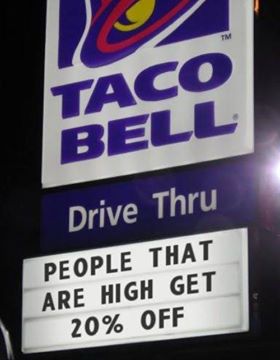 TACO
BELL
Drive Thru
PEOPLE THAT
ARE HIGH GET
20% OFF